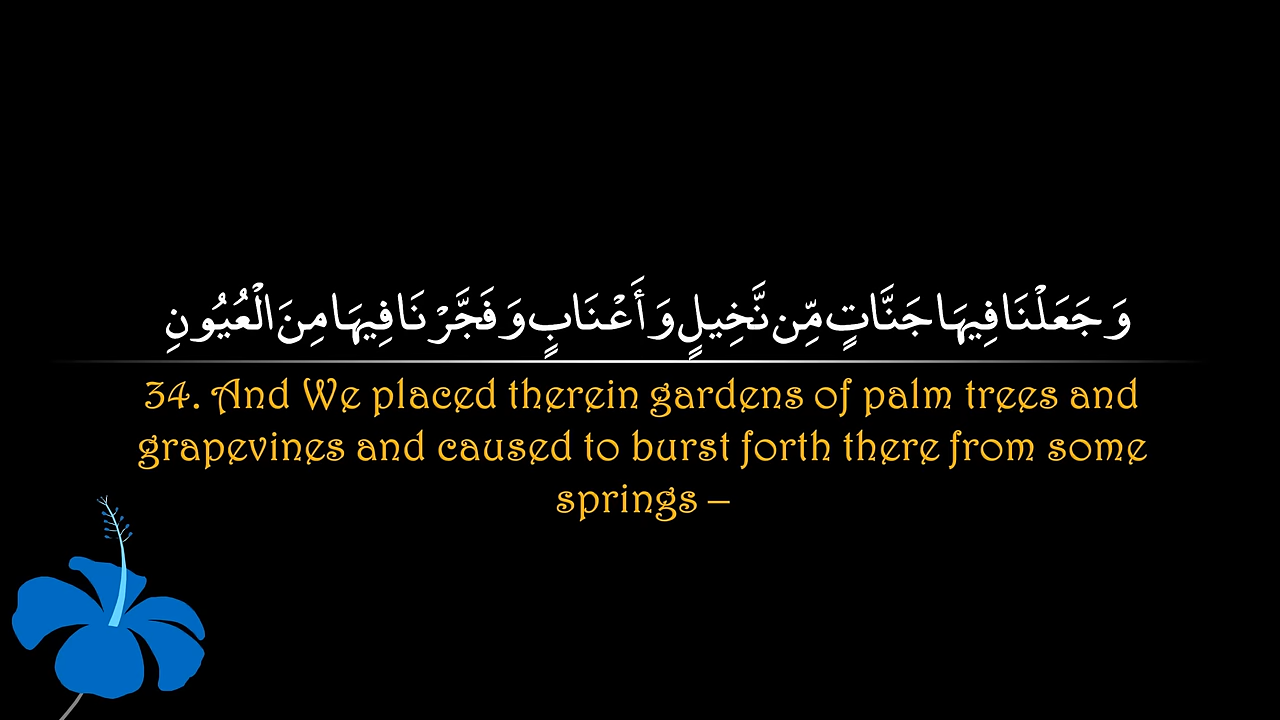 وَجَعَلْنَا فِيهَا جَنَّاتٍ مِّن نَّخِيلٍ وَأَعْنَابٍ وَفَجَّرْنَا فِيهَا مِنَ الْعُيُونِ
34. And We placed therein gardens of palm trees and
grapevines and caused to burst forth there from some
springs –